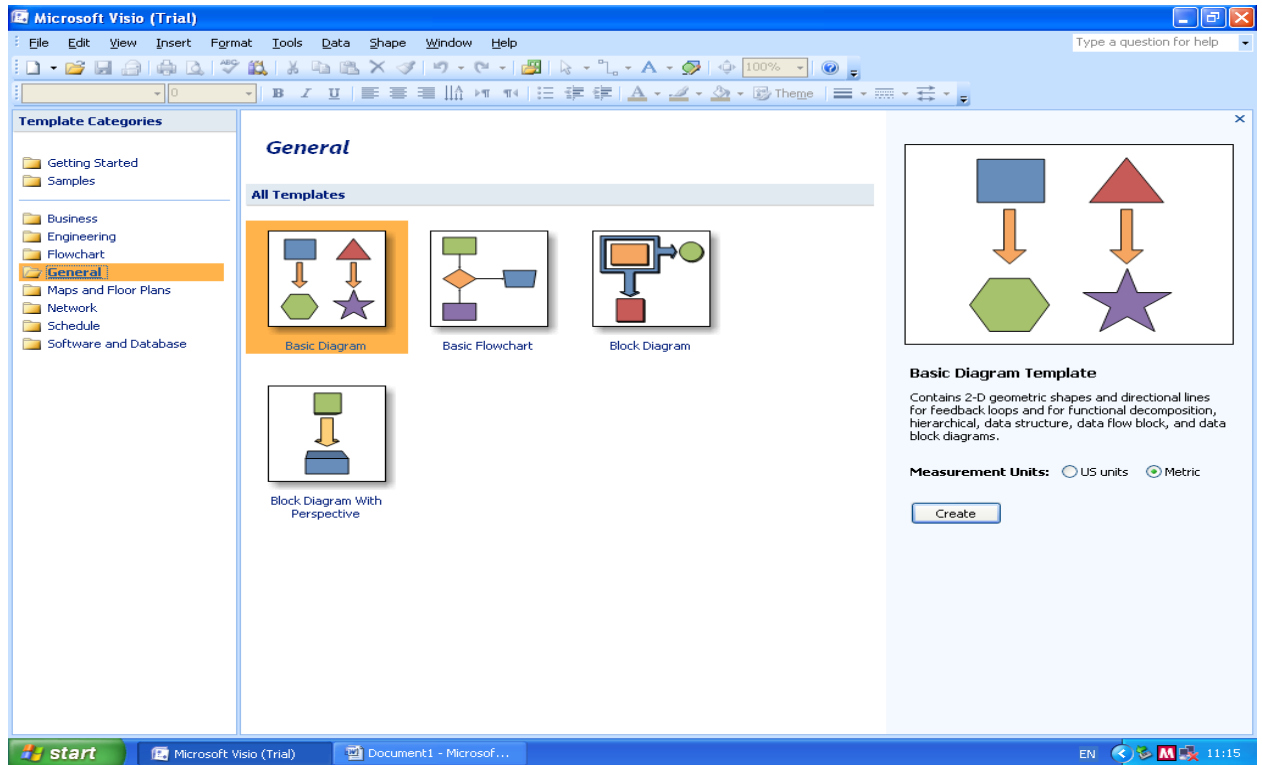 Microsoft Visio (Trial)
File Edit View Insert Format Tools Data Shape Window Help
Type a question for help
ABC
A
100%
0
B I U
A
Theme
Template Categories
Getting Started
Samples
Business
Engineering
Flowchart
General
Maps and Floor Plans
Network
Schedule
Software and Database
General
All Templates
Basic Diagram
Basic Flowchart
Block Diagram
Block Diagram With
Perspective
Basic Diagram Template
Contains 2-D geometric shapes and directional lines
for feedback loops and for functional decomposition,
hierarchical, data structure, data flow block, and data
block diagrams.
Measurement Units: US units Metric
Create
start
Microsoft Visio (Trial)
Document1 - Microsof...
EN
M
11:15